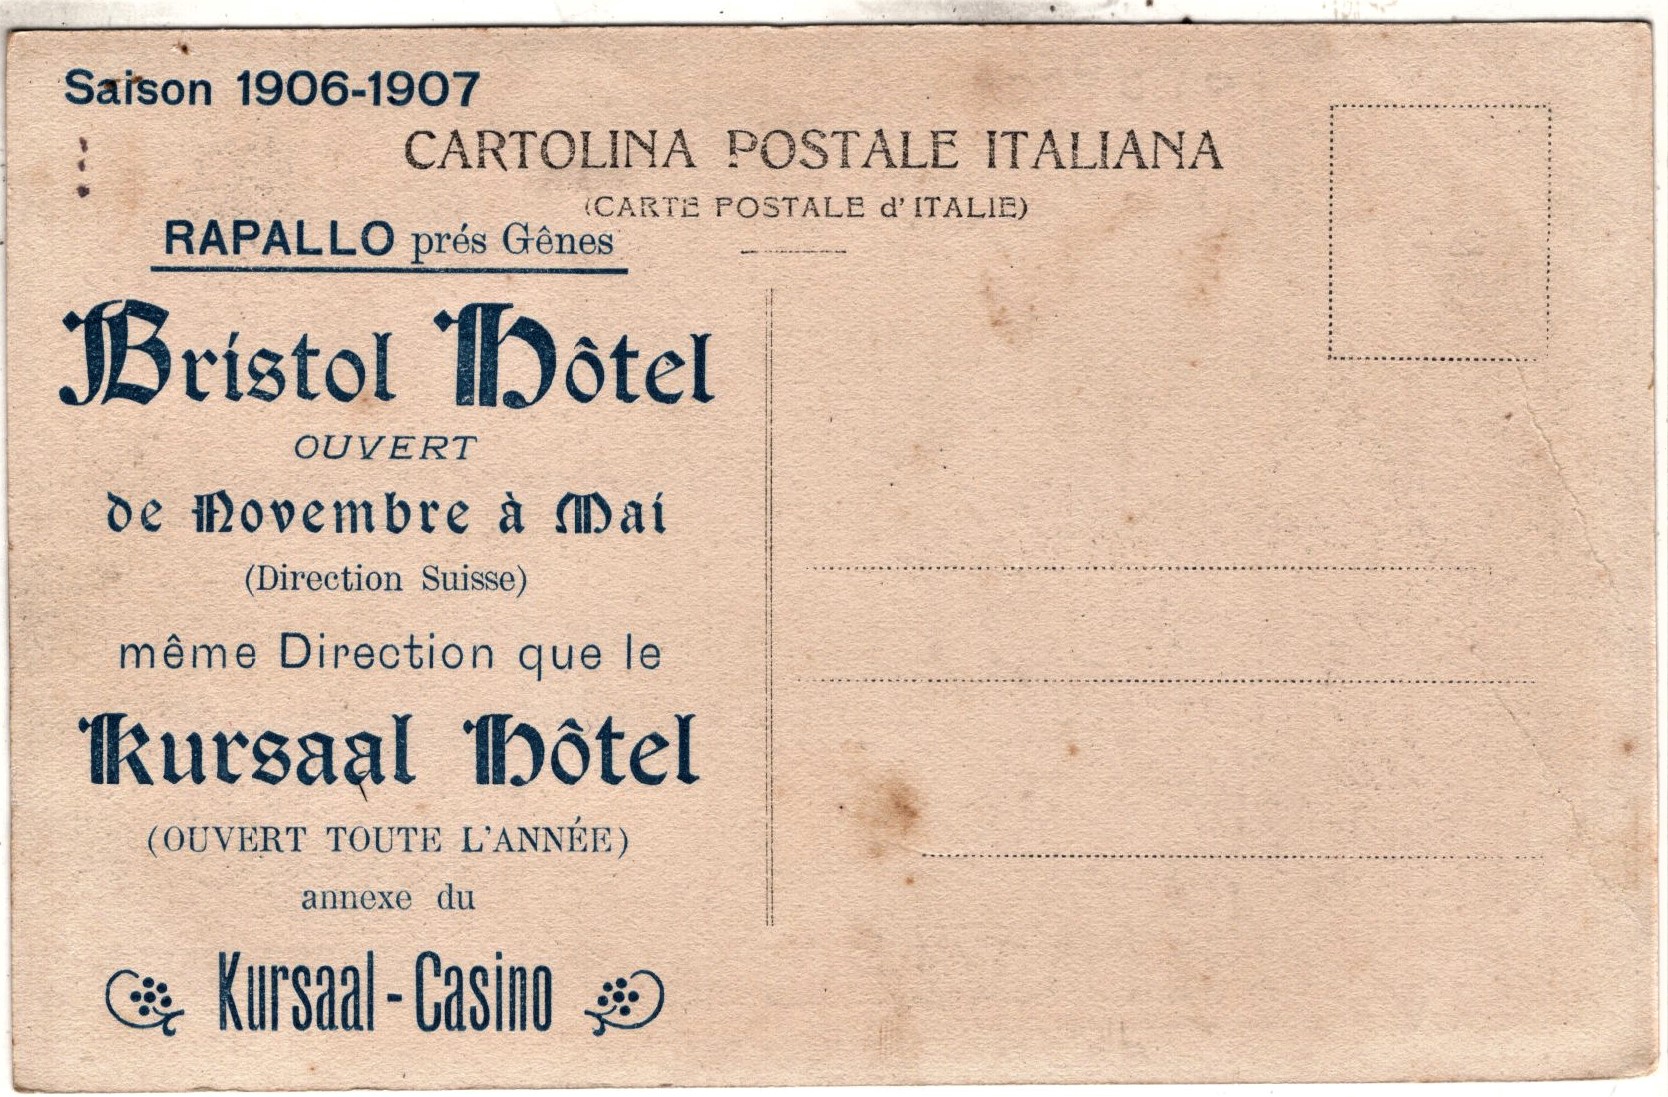 Saison 1906-1907
CARTOLINA POSTALE ITALIANA
(CARTE POSTALE d'ITALIE)
RAPALLO prés Gênes
Bristol Hôtel
OUVERT
de Novembre à Mai
(Direction Suisse)
même Direction que le
Kursaal Hôtel
(OUVERT TOUTE L'ANNÉE)
annexe du
Kursaal-Casino